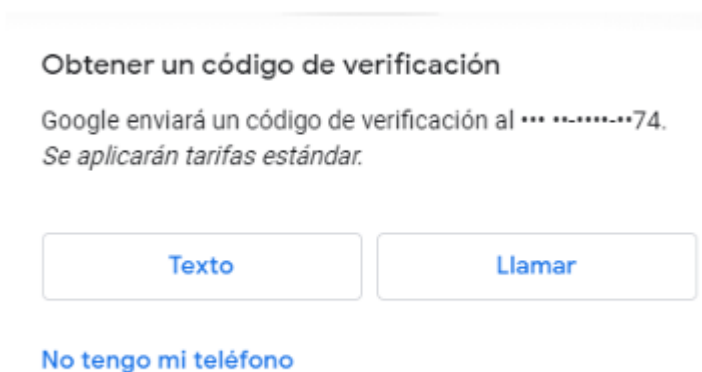 Obtener un código de verificación
Google enviará un código de verificación al ••• ••-••••-••74.
Se aplicarán tarifas estándar.
Texto
Llamar
No tengo mi teléfono